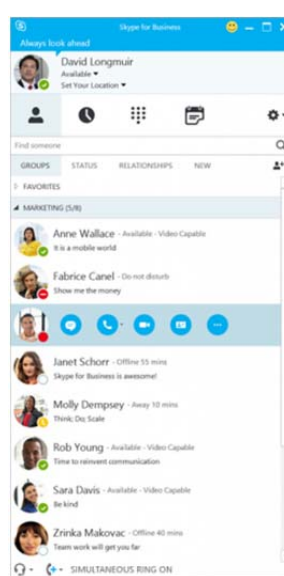 Skype for Business
Always look ahead
David Longmuir
Available
Set Your Location
Find someone
GROUPS STATUS RELATIONSHIPS NEW
FAVORITES
MARKETING (5/8)
Anne Wallace - Available - Video Capable
It is a mobile world
Fabrice Canel - Do not disturb
Show me the money
Janet Schorr - Offline 55 mins
Skype for Business is awesome!
Molly Dempsey - Away 10 mins
Think; Do; Scale
Rob Young - Available - Video Capable
Time to reinvent communication
Sara Davis - Available - Video Capable
Be kind
Zrinka Makovac - Offline 40 mins
Team work will get you far
SIMULTANEOUS RING ON